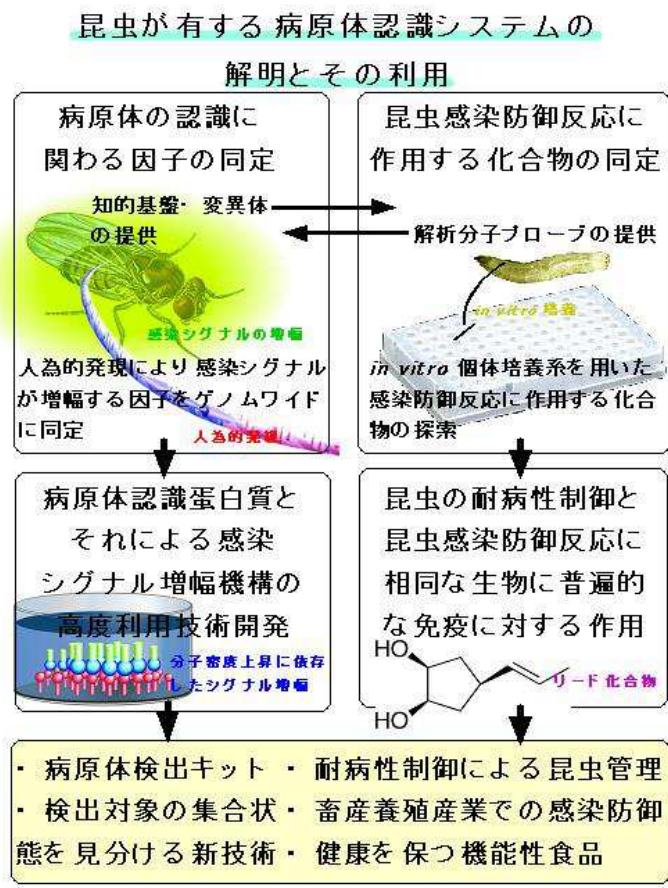 昆虫が有する病原体認識システムの
解明とその利用
病原体の認識に
関わる因子の同定
知的基盤・変異体
の提供
感染シグナルの増幅
人為的発現により感染シグナル
が増幅する因子をゲノムワイド
に同定
人為的発現
昆虫感染防御反応に
作用する化合物の同定
解析分子プローブの提供
in vitro 培養
in vitro 個体培養系を用いた
感染防御反応に作用する化合
物の探索
病原体認識蛋白質と
それによる感染
シグナル増幅機構の
高度利用技術開発
分子密度上昇に依存
したシグナル増幅
昆虫の耐病性制御と
昆虫感染防御反応に
相同な生物に普遍的
な免疫に対する作用
HO
HO
リード化合物
・ 病原体検出キット
・ 検出対象の集合状
態を見分ける新技術
・ 耐病性制御による昆虫管理
・ 畜産養殖産業での感染防御
・ 健康を保つ機能性食品